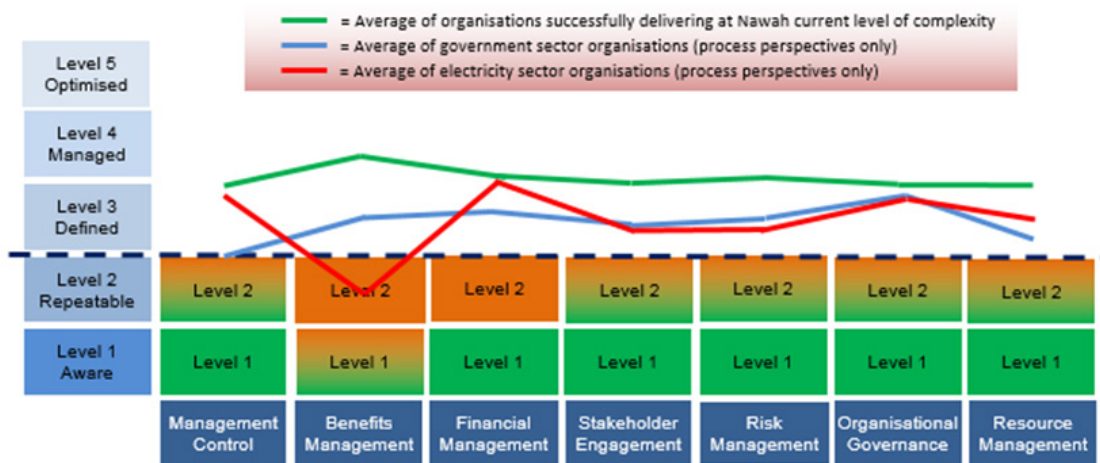 = Average of organisations successfully delivering at Nawah current level of complexity
= Average of government sector organisations (process perspectives only)
= Average of electricity sector organisations (process perspectives only)
Level 5
Optimised
Level 4
Managed
Level 3
Defined
Level 2
Repeatable
Level 2
Level 2
Level 2
Level 2
Level 2
Level 2
Level 2
Level 1
Aware
Level 1
Level 1
Level 1
Level 1
Level 1
Level 1
Level 1
Management
Control
Benefits
Management
Financial
Management
Stakeholder
Engagement
Risk
Management
Organisational
Governance
Resource
Management